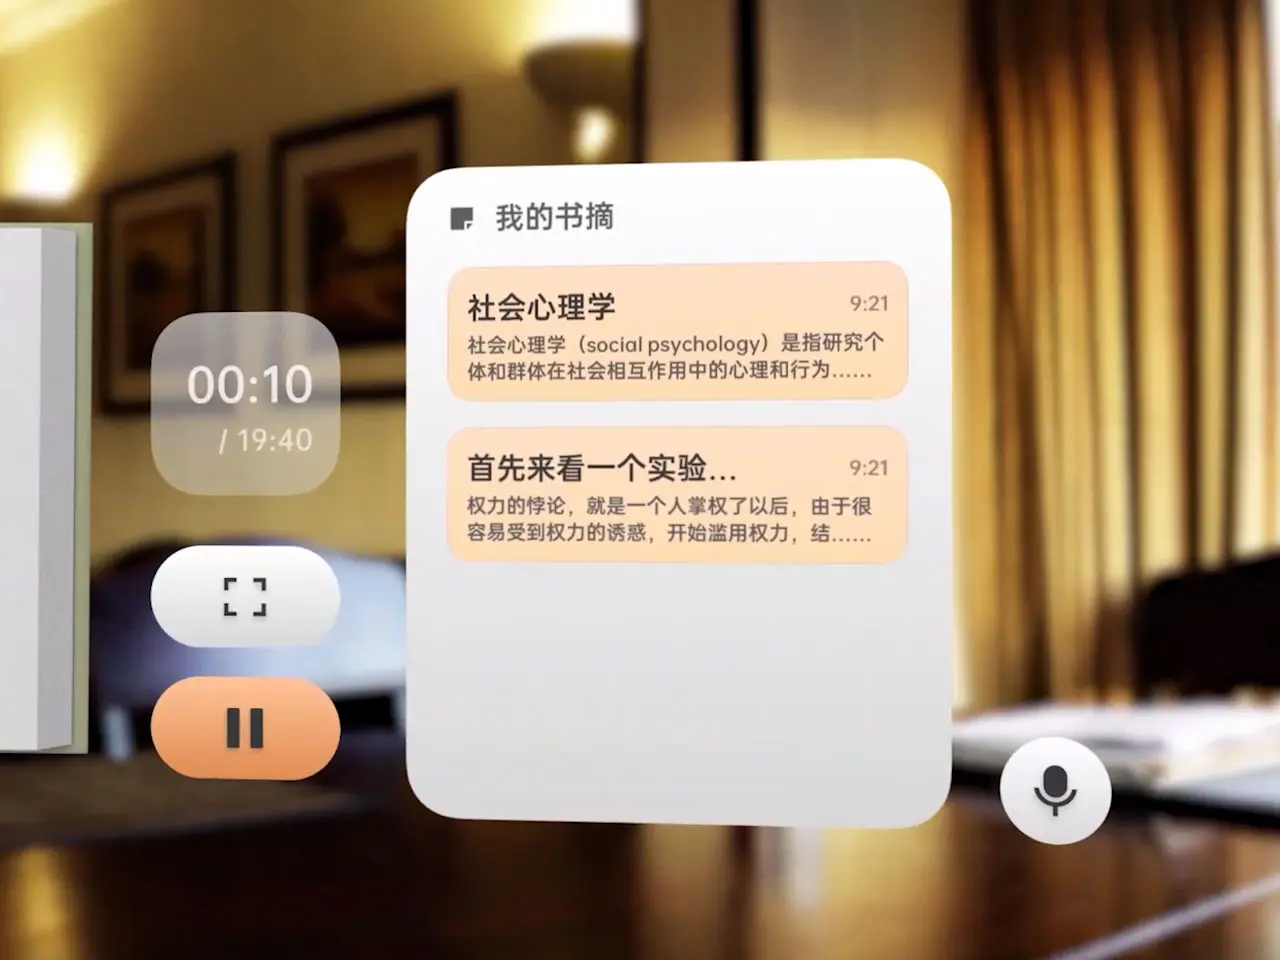 我的书摘
社会心理学
9:21
社会心理学（social psychology）是指研究个
体和群体在社会相互作用中的心理和行为……
00:10
/ 19:40
首先来看一个实验...
9:21
权力的悖论，就是一个人掌权了以后，由于很
容易受到权力的诱惑，开始滥用权力，结……